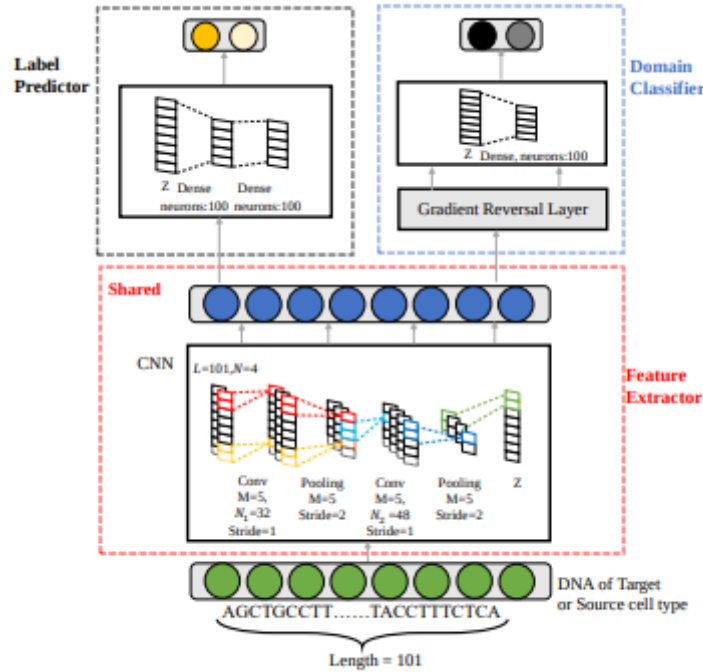 Label
Predictor
Z Dense Dense
neurons:100 neurons:100
Domain
Classifier
Z Dense, neurons:100
Gradient Reversal Layer
Shared
CNN
L=101,N=4
Feature
Extractor
Conv
M=5,
N₁=32
Stride=1
Pooling
M=5
Stride=2
Conv
M=5,
N₂ =48
Stride=1
Pooling
M=5
Stride=2
Z
DNA of Target
or Source cell type
AGCTGCCTT......TACCTTTCTCA
Length = 101